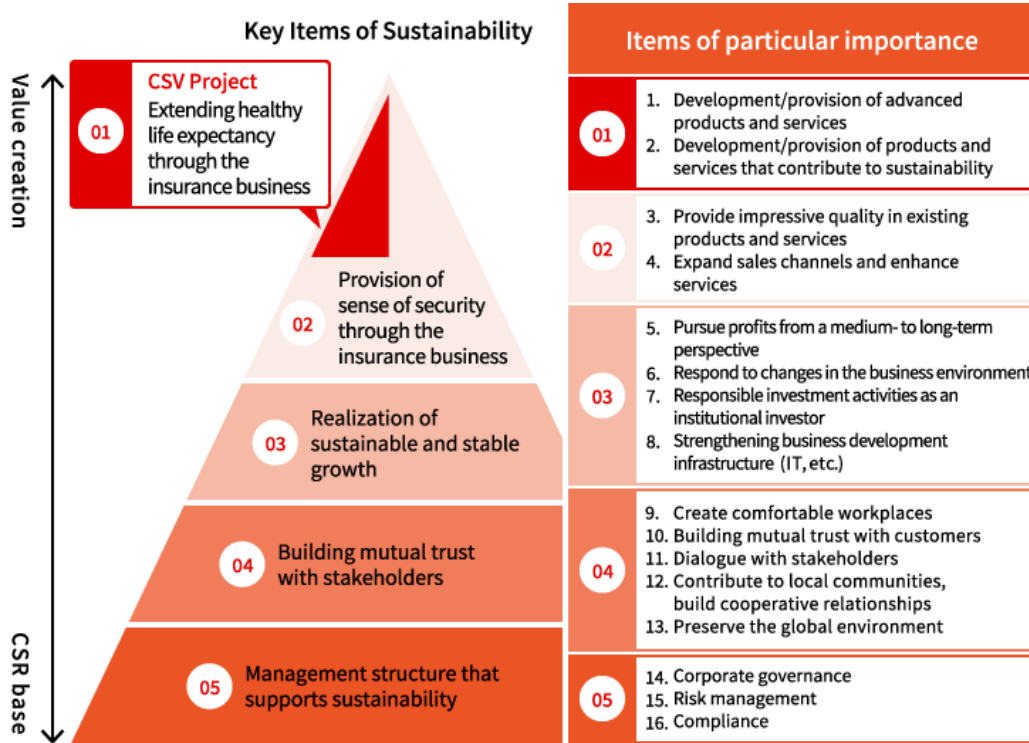 Key Items of Sustainability
Value creation
CSR base
01
CSV Project
Extending healthy
life expectancy
through the
insurance business
02
Provision of
sense of security
through the
insurance business
03
Realization of
sustainable and stable
growth
04
Building mutual trust
with stakeholders
05
Management structure that
supports sustainability
Items of particular importance
01
1. Development/provision of advanced
products and services
2. Development/provision of products and
services that contribute to sustainability
02
3. Provide impressive quality in existing
products and services
4. Expand sales channels and enhance
services
03
5. Pursue profits from a medium- to long-term
perspective
6. Respond to changes in the business environment
7. Responsible investment activities as an
institutional investor
8. Strengthening business development
infrastructure (IT, etc.)
04
9. Create comfortable workplaces
10. Building mutual trust with customers
11. Dialogue with stakeholders
12. Contribute to local communities,
build cooperative relationships
13. Preserve the global environment
05
14. Corporate governance
15. Risk management
16. Compliance